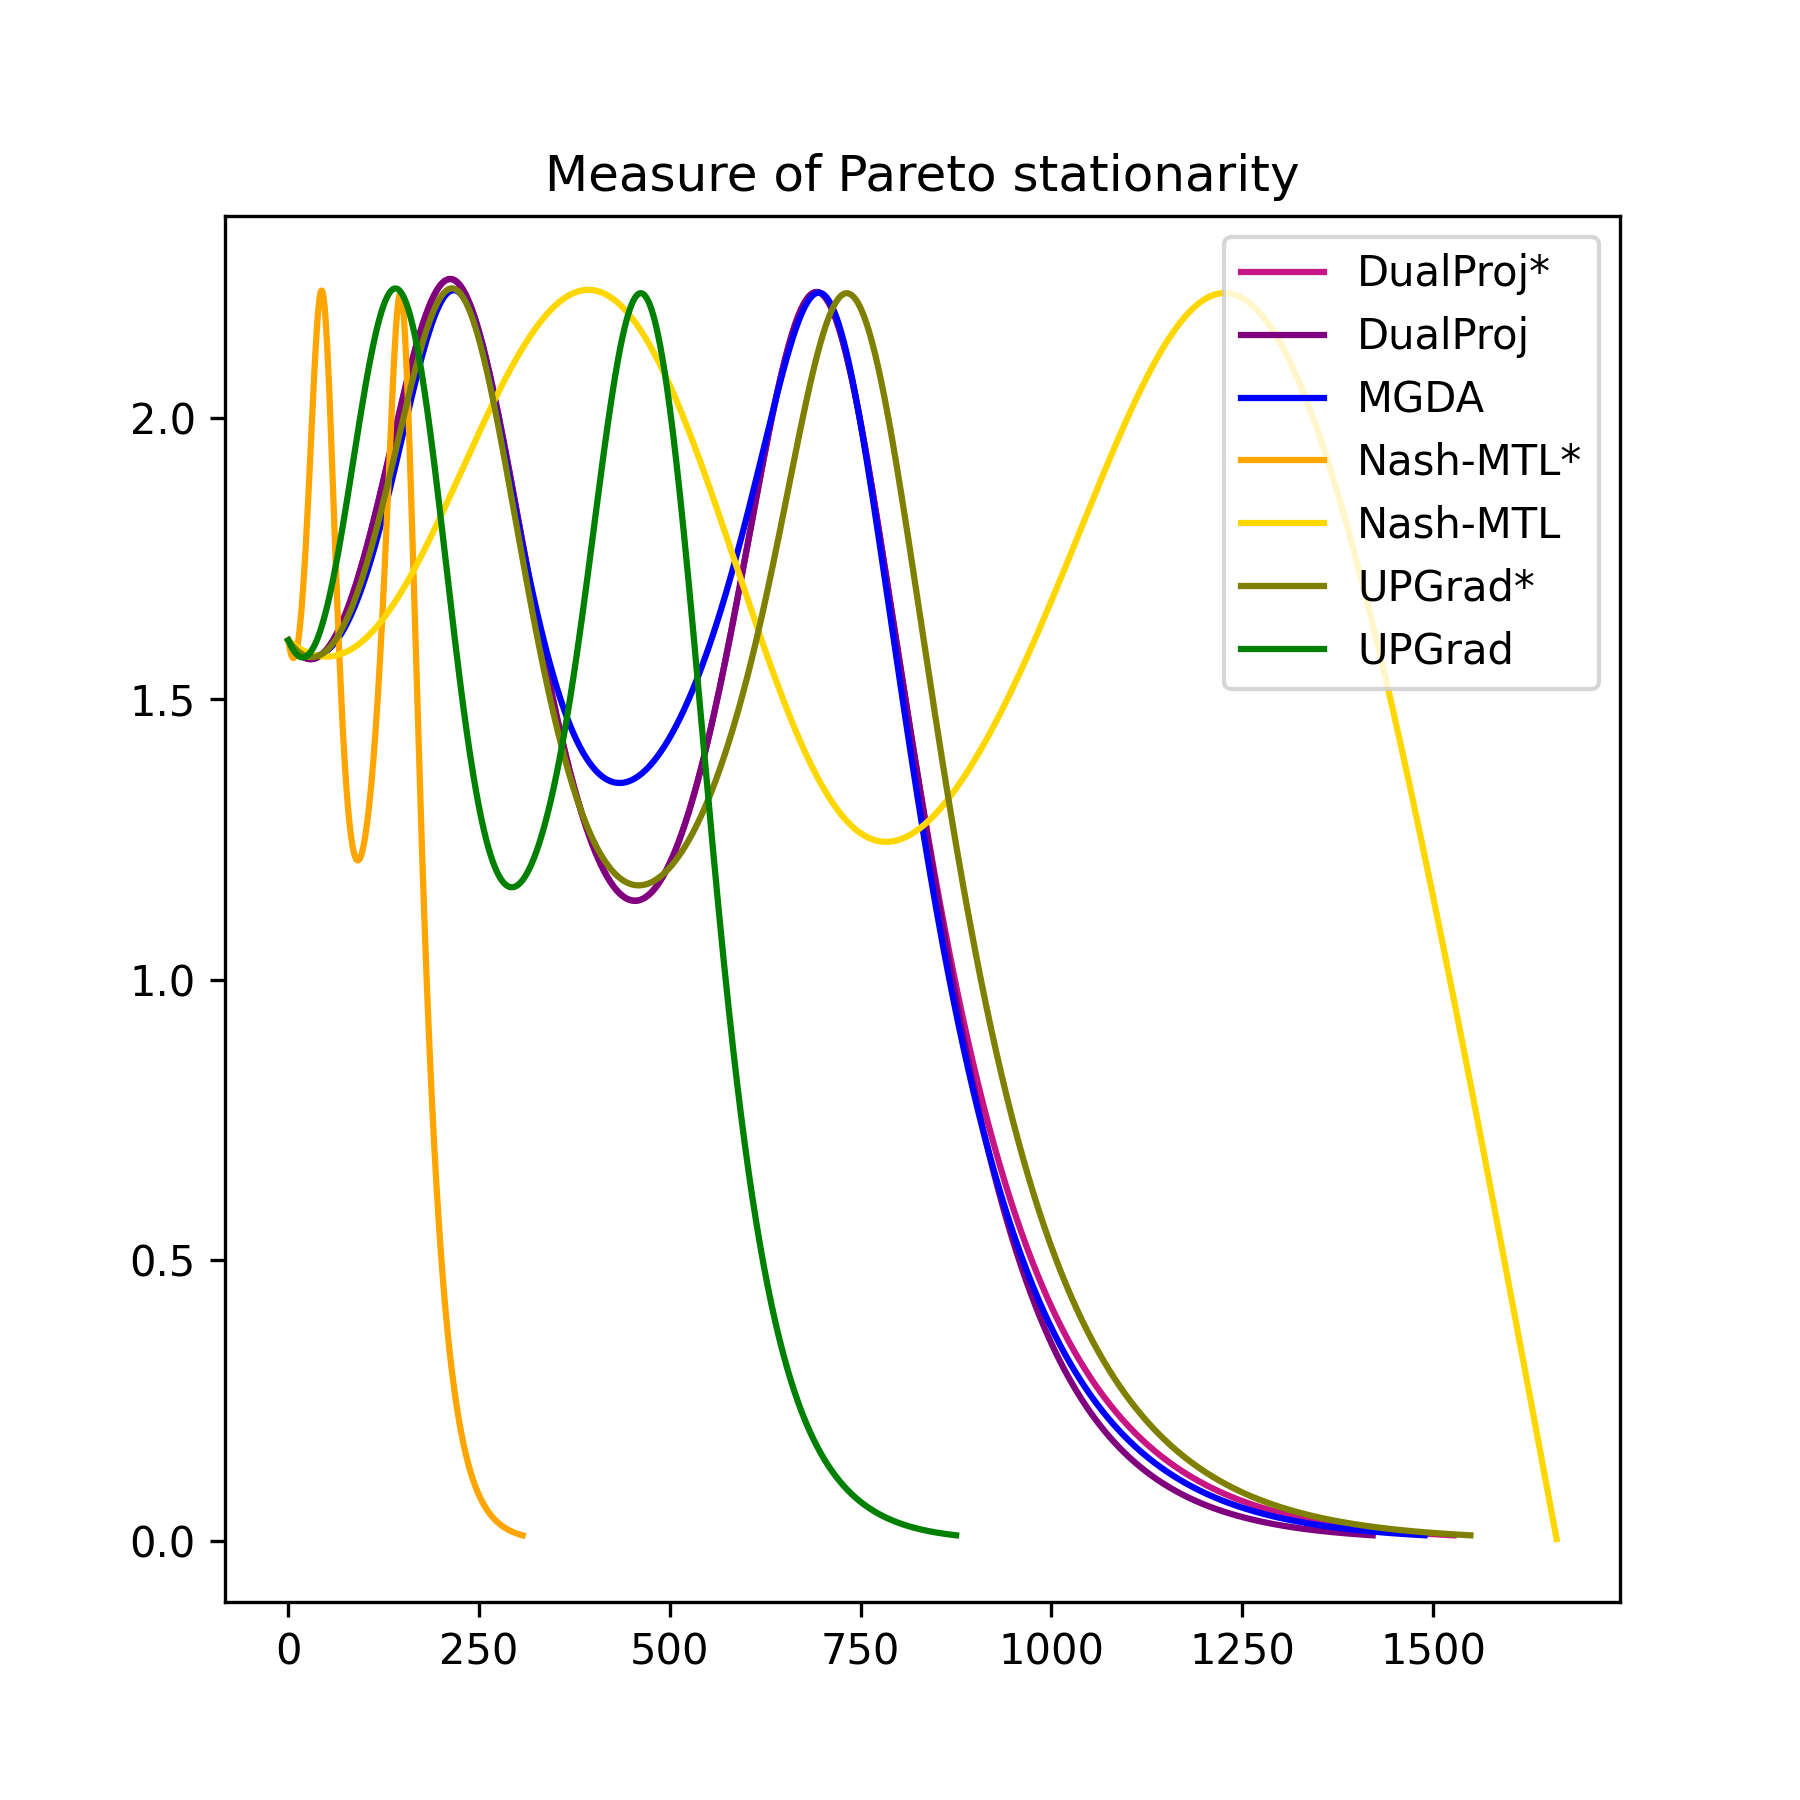 Measure of Pareto stationarity
DualProj*
DualProj
MGDA
Nash-MTL*
Nash-MTL
UPGrad*
UPGrad
2.0
1.5
1.0
0.5
0.0
0 250 500 750 1000 1250 1500